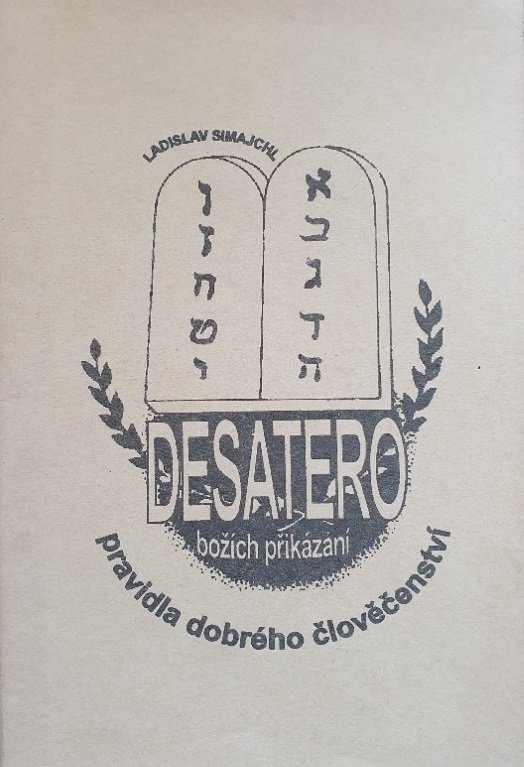 LADISLAV SIMAJCHL
א
ב
ג
ד
ה
ו
ז
ח
ט
י
DESATERO
božích přikázání
pravidla dobrého člověčenství